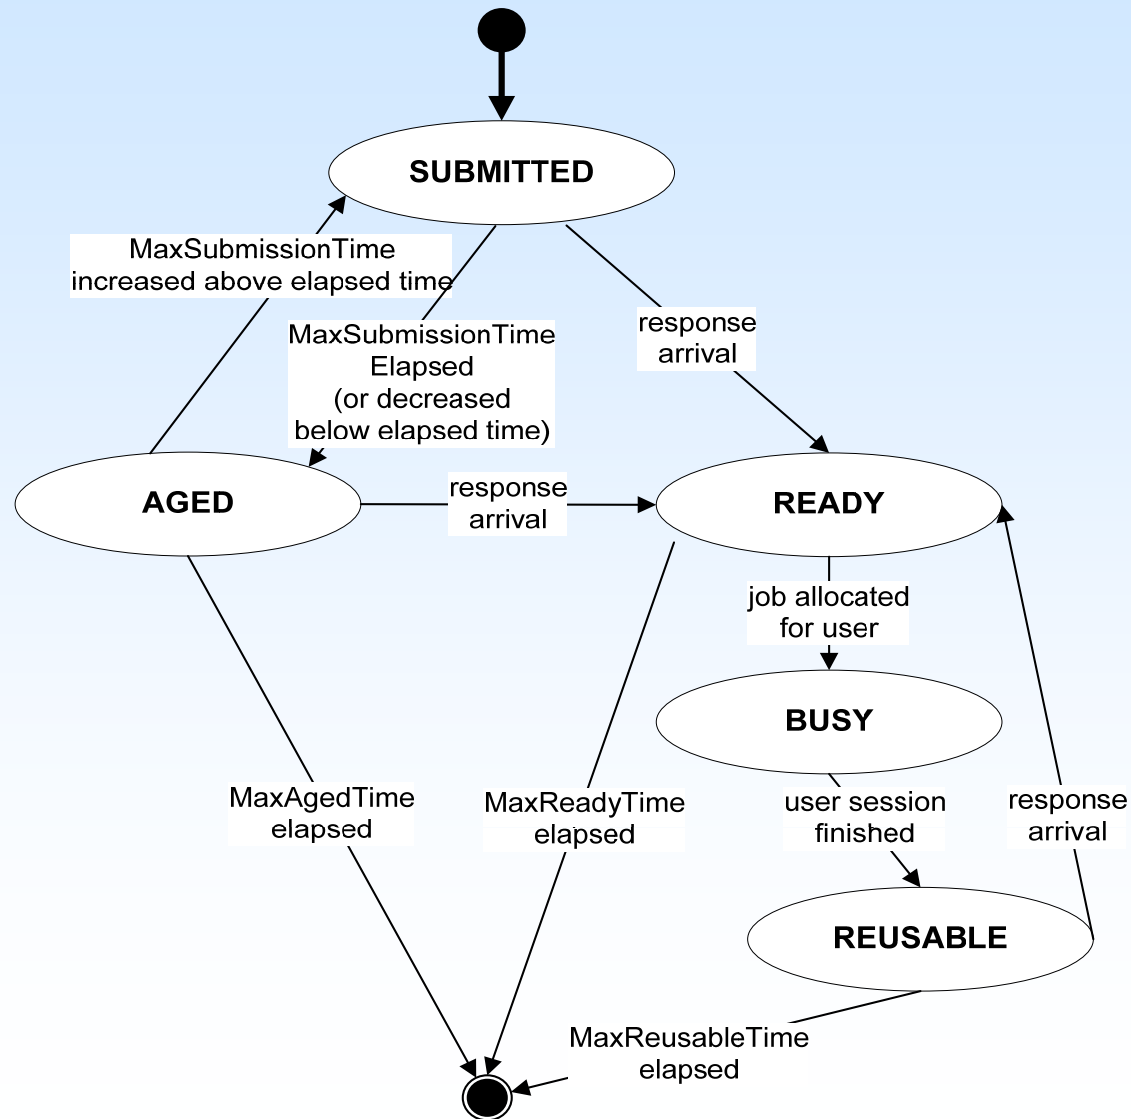 SUBMITTED
MaxSubmissionTime
increased above elapsed time
MaxSubmissionTime
Elapsed
(or decreased
below elapsed time)
response
arrival
AGED
response
arrival
READY
job allocated
for user
BUSY
MaxAgedTime
elapsed
MaxReadyTime
elapsed
user session
finished
response
arrival
REUSABLE
MaxReusableTime
elapsed